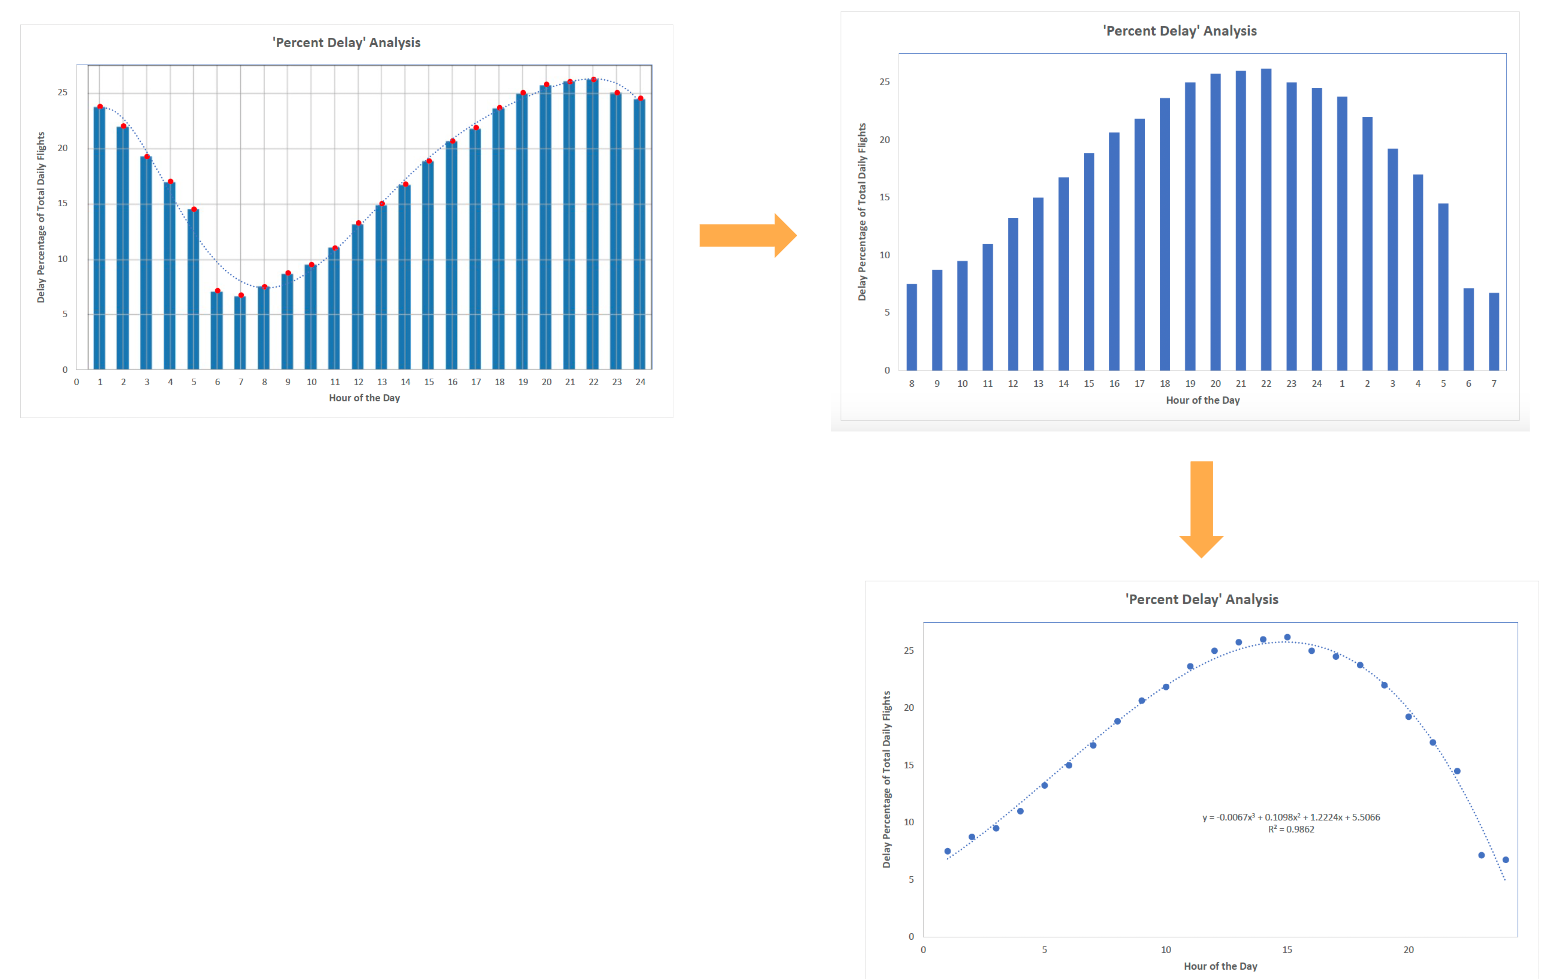 'Percent Delay' Analysis
Delay Percentage of Total Daily Flights
25
20
15
10
5
0
0 1 2 3 4 5 6 7 8 9 10 11 12 13 14 15 16 17 18 19 20 21 22 23 24
Hour of the Day
'Percent Delay' Analysis
Delay Percentage of Total Daily Flights
25
20
15
10
5
0
8 9 10 11 12 13 14 15 16 17 18 19 20 21 22 23 24 1 2 3 4 5 6 7
Hour of the Day
'Percent Delay' Analysis
Delay Percentage of Total Daily Flights
25
20
15
10
5
0
y = -0.0067x³ + 0.1098x² + 1.2224x + 5.5066
R² = 0.9862
0 5 10 15 20
Hour of the Day